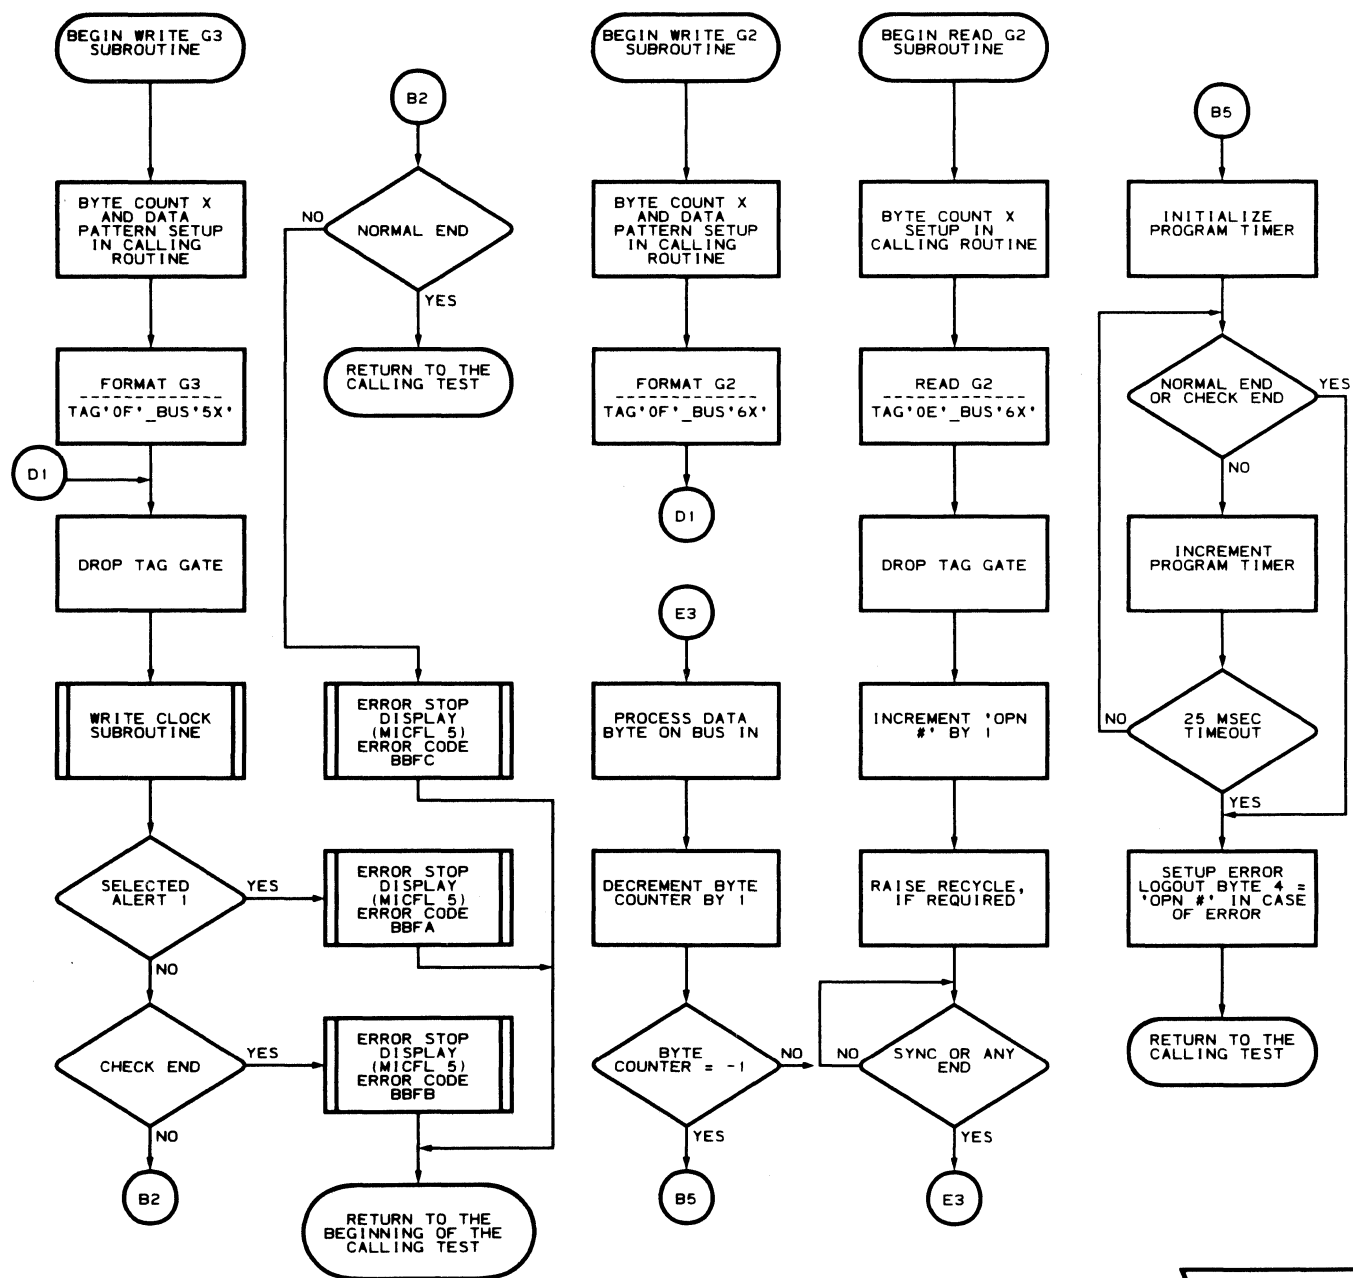 BEGIN WRITE G3
SUBROUTINE
BYTE COUNT X
AND DATA
PATTERN SETUP
IN CALLING
ROUTINE
FORMAT G3
TAG'0F'_BUS'5X'
D1
DROP TAG GATE
WRITE CLOCK
SUBROUTINE
SELECTED
ALERT 1
YES
NO
CHECK END
YES
NO
B2
B2
NORMAL END
NO
YES
RETURN TO THE
CALLING TEST
ERROR STOP
DISPLAY
(MICFL 5)
ERROR CODE
BBFC
ERROR STOP
DISPLAY
(MICFL 5)
ERROR CODE
BBFA
ERROR STOP
DISPLAY
(MICFL 5)
ERROR CODE
BBFB
RETURN TO THE
BEGINNING OF THE
CALLING TEST
BEGIN WRITE G2
SUBROUTINE
BYTE COUNT X
AND DATA
PATTERN SETUP
IN CALLING
ROUTINE
FORMAT G2
TAG'0F'_BUS'6X'
D1
E3
PROCESS DATA
BYTE ON BUS IN
DECREMENT BYTE
COUNTER BY 1
BYTE
COUNTER = -1
NO
YES
B5
BEGIN READ G2
SUBROUTINE
BYTE COUNT X
SETUP IN
CALLING ROUTINE
READ G2
TAG'0E'_BUS'6X'
DROP TAG GATE
INCREMENT 'OPN
#' BY 1
RAISE RECYCLE,
IF REQUIRED
SYNC OR ANY
END
NO
YES
E3
B5
INITIALIZE
PROGRAM TIMER
NORMAL END
OR CHECK END
YES
NO
INCREMENT
PROGRAM TIMER
25 MSEC
TIMEOUT
NO
YES
SETUP ERROR
LOGOUT BYTE 4 =
'OPN #' IN CASE
OF ERROR
RETURN TO THE
CALLING TEST